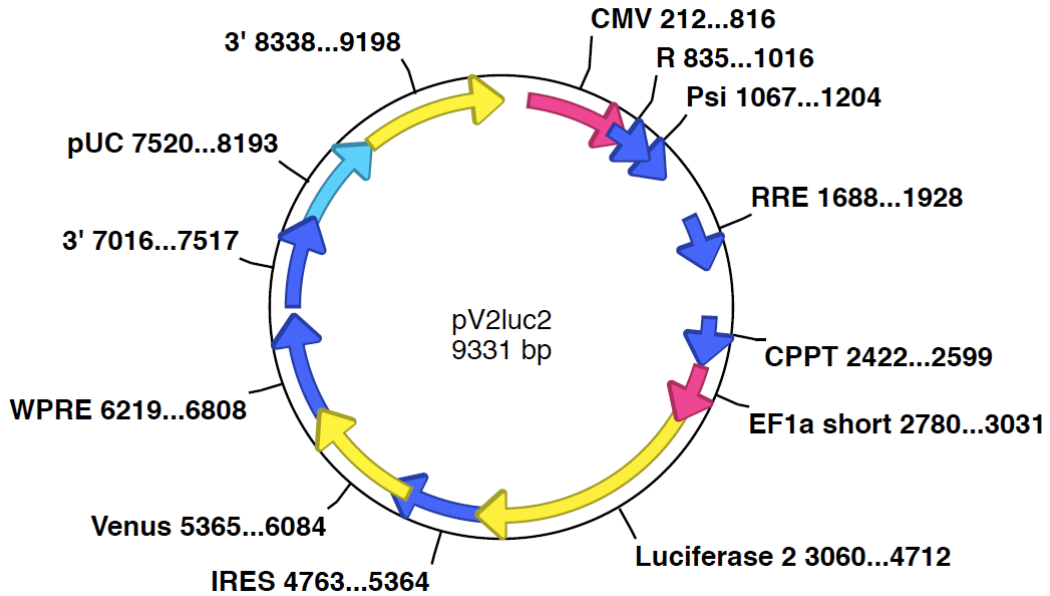 CMV 212...816
3' 8338...9198
R 835...1016
Psi 1067...1204
pUC 7520...8193
RRE 1688...1928
3' 7016...7517
pV2luc2
9331 bp
CPPT 2422...2599
WPRE 6219...6808
EF1a short 2780...3031
Venus 5365...6084
Luciferase 2 3060...4712
IRES 4763...5364